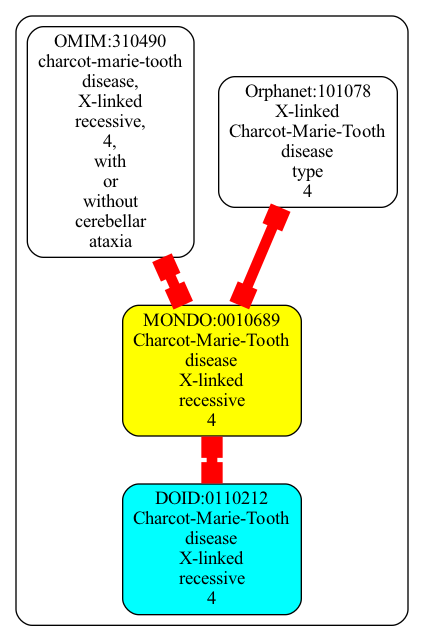 OMIM:310490
charcot-marie-tooth
disease,
X-linked
recessive,
4,
with
or
without
cerebellar
ataxia
Orphanet:101078
X-linked
Charcot-Marie-Tooth
disease
type
4
MONDO:0010689
Charcot-Marie-Tooth
disease
X-linked
recessive
4
DOID:0110212
Charcot-Marie-Tooth
disease
X-linked
recessive
4